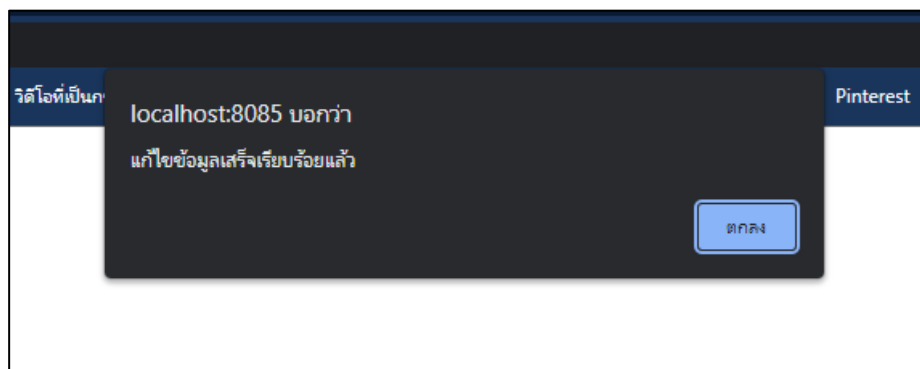 วิดีโอที่เป็นก
Pinterest
localhost:8085 บอกว่า
แก้ไขข้อมูลเสร็จเรียบร้อยแล้ว
ตกลง